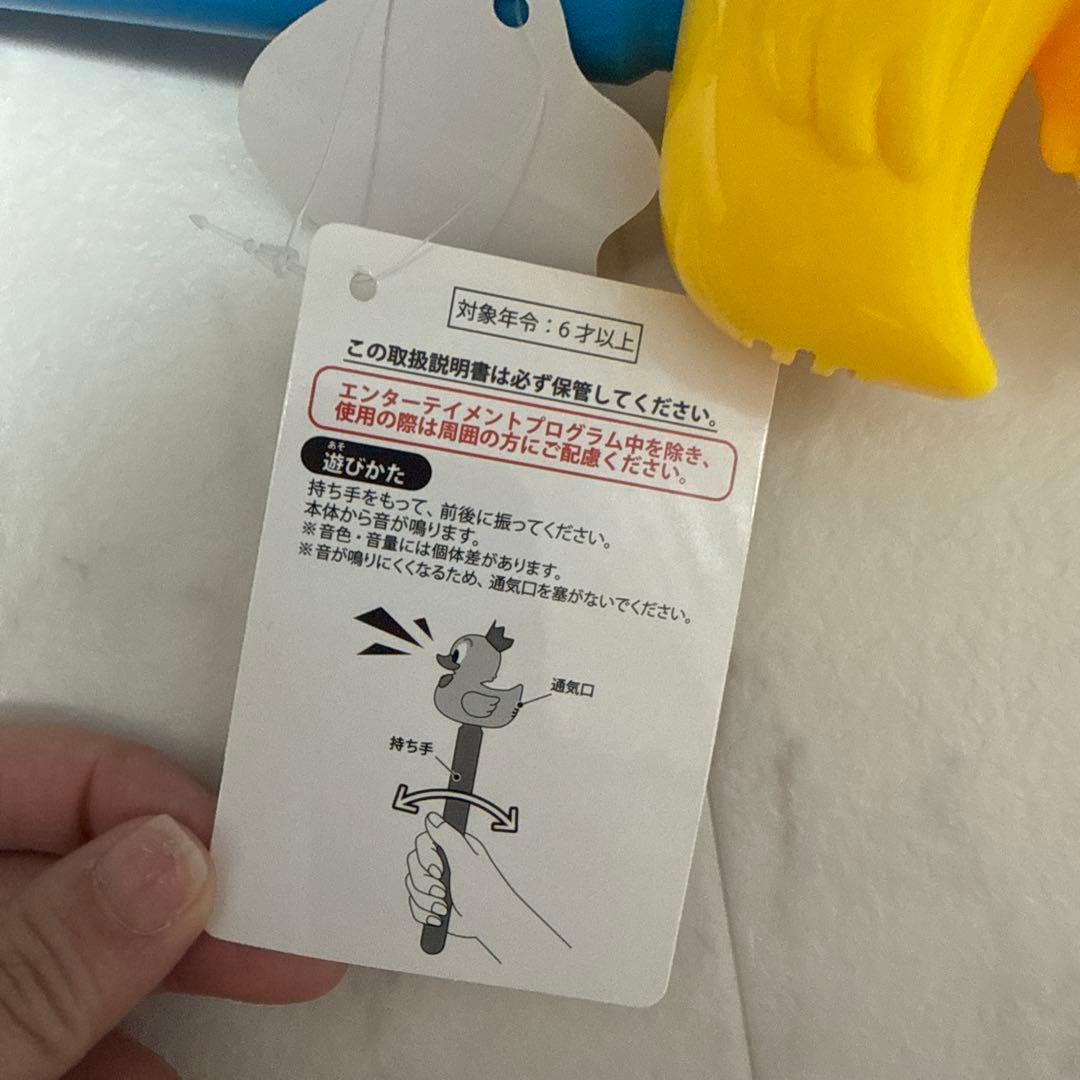 対象年令：6才以上
この取扱説明書は必ず保管してください。
エンターテイメントプログラム中を除き、
使用の際は周囲の方にご配慮ください。
あそ
遊びかた
持ち手をもって、前後に振ってください。
本体から音が鳴ります。
※音色・音量には個体差があります。
※音が鳴りにくくなるため、通気口を塞がないでください。
通気口
持ち手